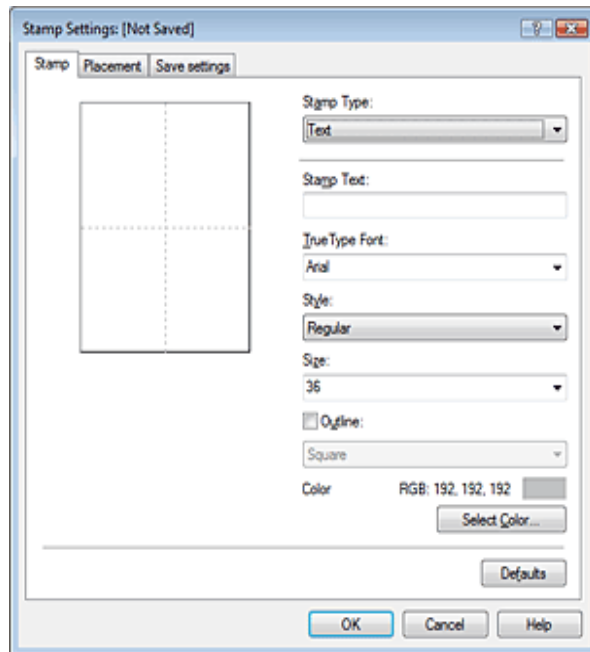 Stamp Settings: [Not Saved]
Stamp Placement Save settings
Stamp Type:
Text
Stamp Text:
TrueType Font:
Arial
Style:
Regular
Size:
36
Outline:
Square
Color RGB: 192, 192, 192
Select Color...
Defaults
OK Cancel Help